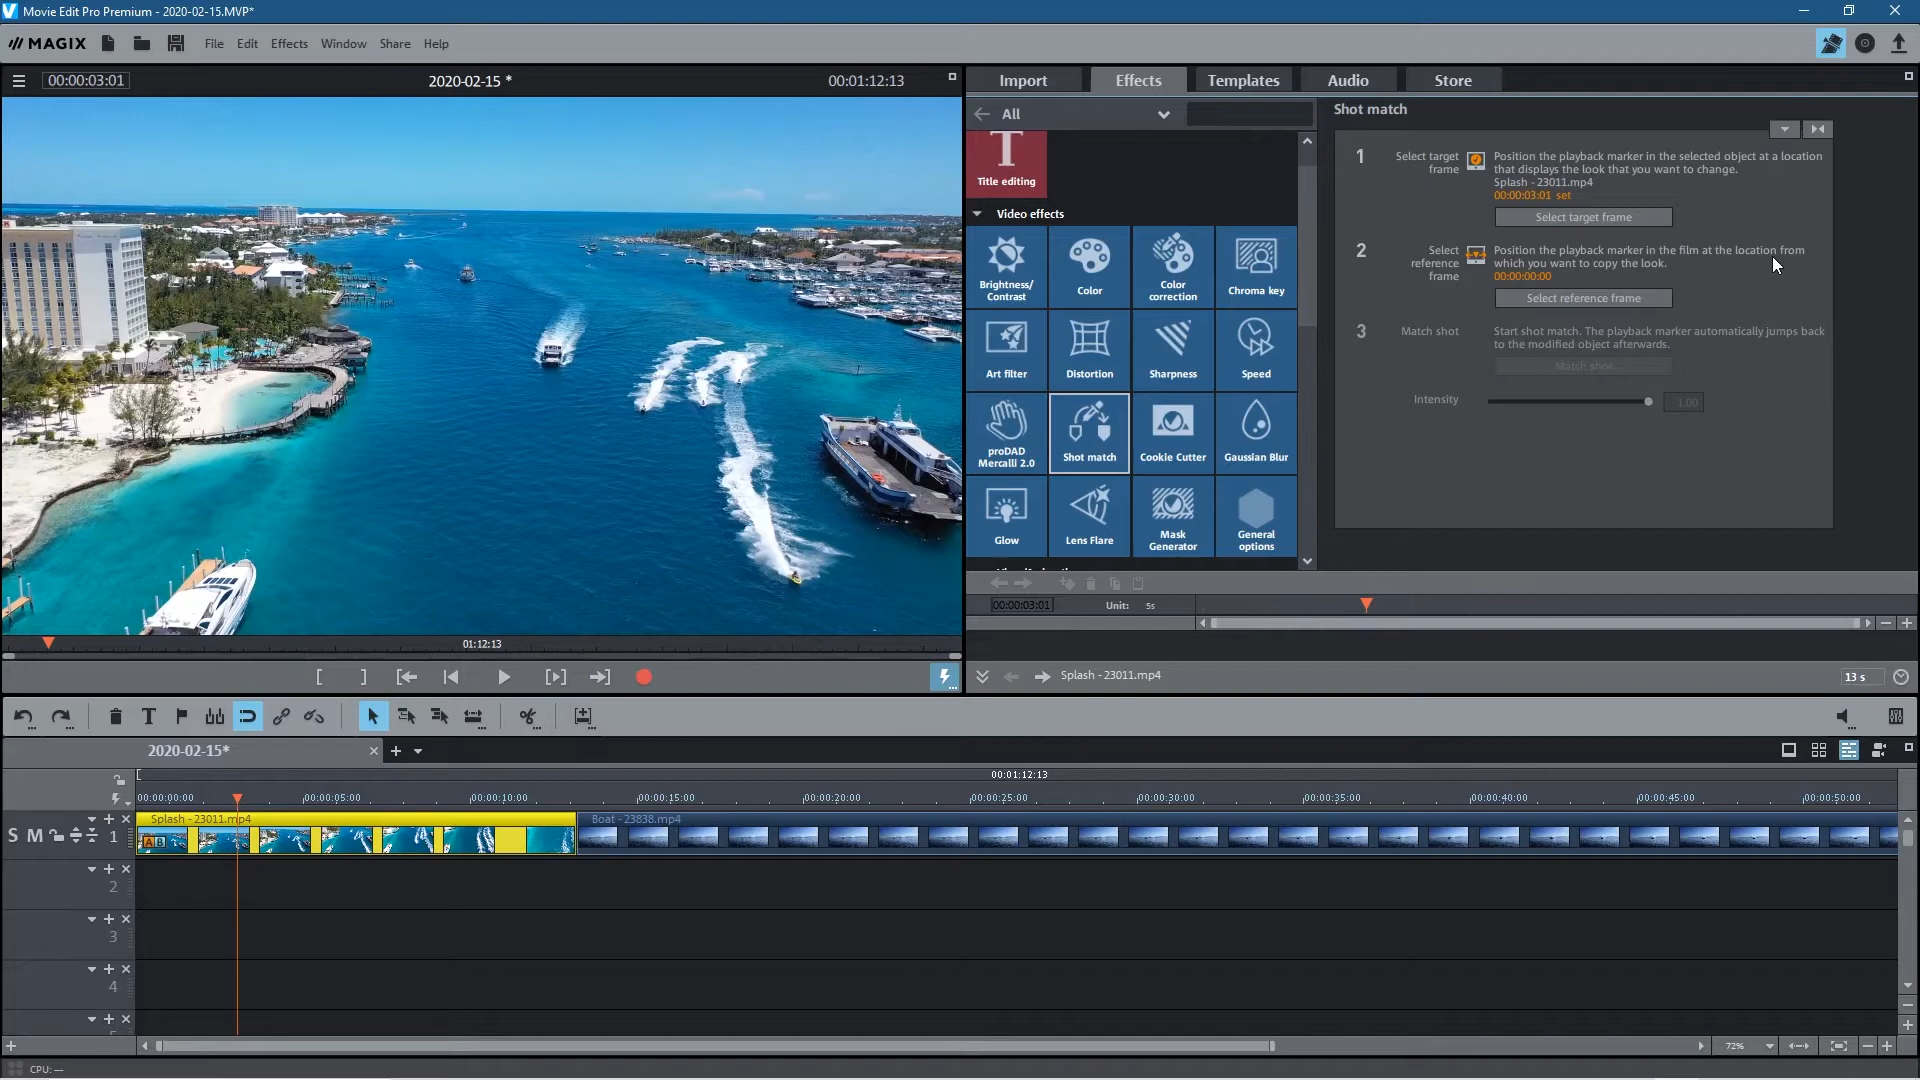 Movie Edit Pro Premium - 2020-02-15.MVP*
MAGIX
File Edit Effects Window Share Help
00:00:03:01
2020-02-15 *
00:01:12:13
Import Effects Templates Audio Store
All
Shot match
Title editing
Video effects
Brightness/
Contrast
Color
Color
correction
Chroma key
Art filter
Distortion
Sharpness
Speed
proDAD
Mercalli 2.0
Shot match
Cookie Cutter
Gaussian Blur
Glow
Lens Flare
Mask
Generator
General
options
1
Select target
frame
Position the playback marker in the selected object at a location
that displays the look that you want to change.
Splash - 23011.mp4
00:00:03:01 set
Select target frame
2
Select
reference
frame
Position the playback marker in the film at the location from
which you want to copy the look.
00:00:00:00
Select reference frame
3
Match shot
Start shot match. The playback marker automatically jumps back
to the modified object afterwards.
Match shot...
Intensity
1.00
00:00:03:01
Unit: 5s
01:12:13
Splash - 23011.mp4
13 s
2020-02-15*
00:01:12:13
00:00:00:00 00:00:05:00 00:00:10:00 00:00:15:00 00:00:20:00 00:00:25:00 00:00:30:00 00:00:35:00 00:00:40:00 00:00:45:00 00:00:50:00
Splash - 23011.mp4
Boat - 23838.mp4
S M 1
A B
2
3
4
72%
CPU: —